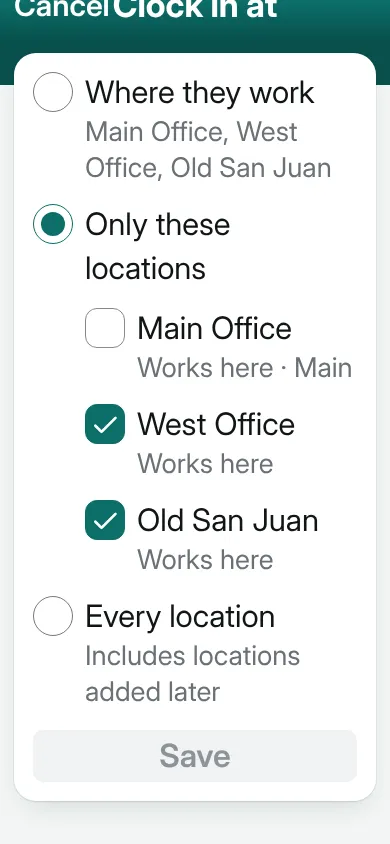 Cancel Clock in at
Where they work
Main Office, West
Office, Old San Juan
Only these
locations
Main Office
Works here · Main
West Office
Works here
Old San Juan
Works here
Every location
Includes locations
added later
Save